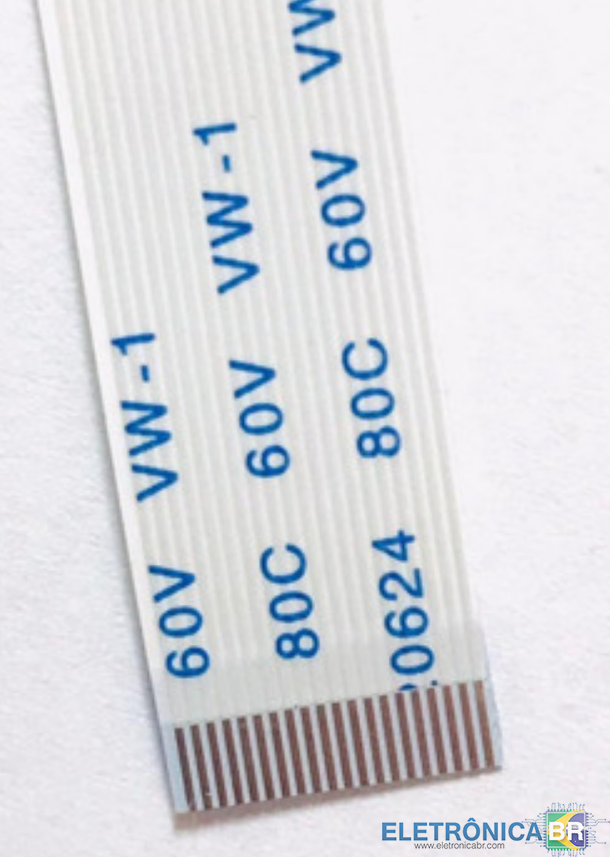 60V VW-1
80C 60V VW-1
20624 80C 60V VW
ELETRÔNICA BR
www.eletronicabr.com